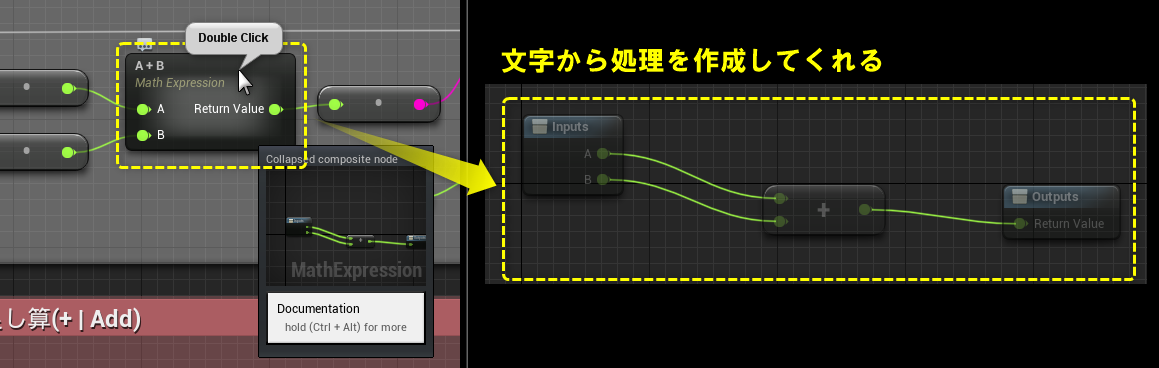 Double Click
A + B
Math Expression
A
Return Value
B
Collapsed composite node
MathExpression
Documentation
hold (Ctrl + Alt) for more
し算(+ | Add)
文字から処理を作成してくれる
Inputs
A
B
+
Outputs
Return Value